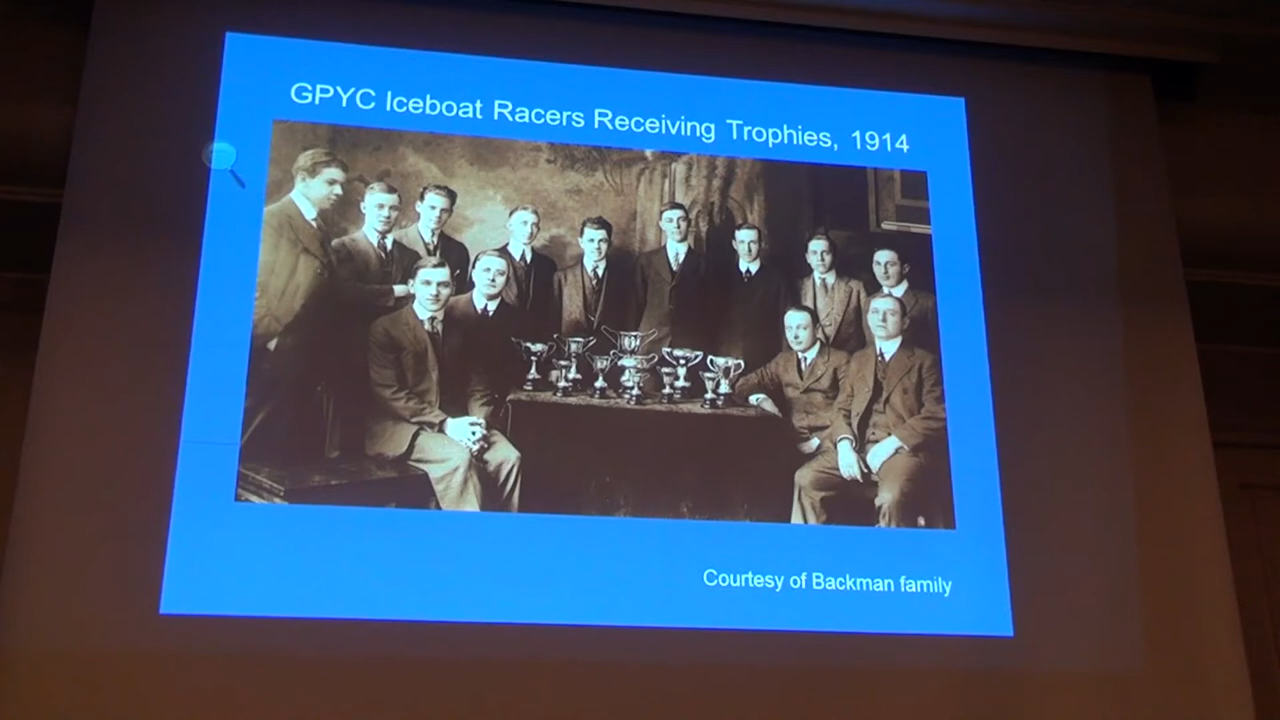 GPYC Iceboat Racers Receiving Trophies, 1914
Courtesy of Backman family